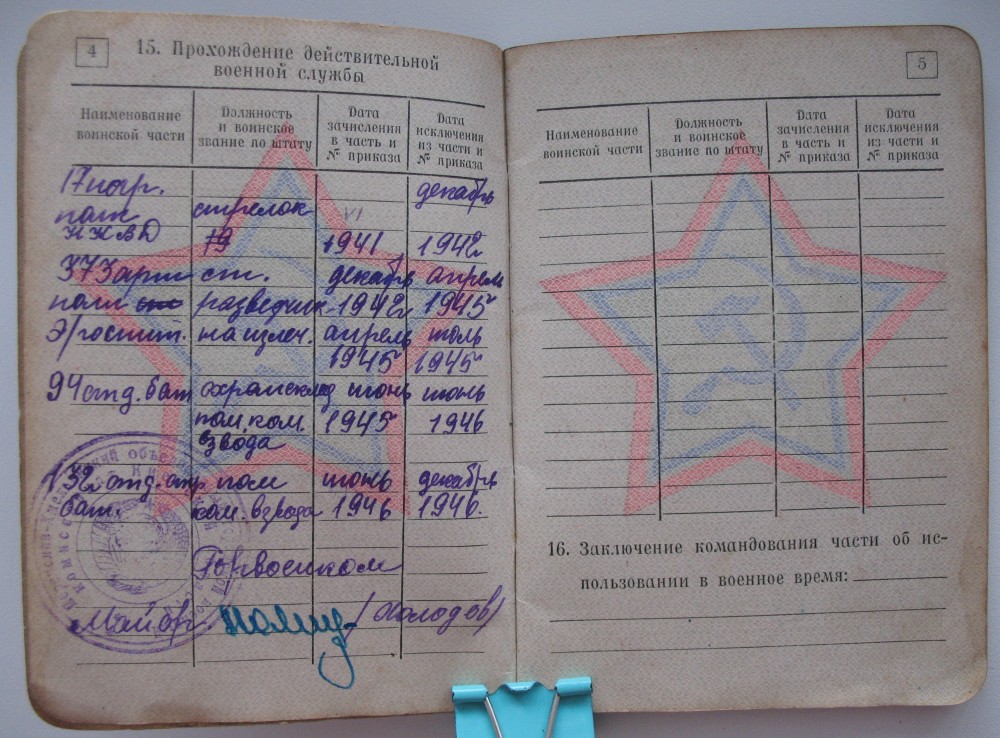 4
15. Прохождение действительной
военной службы
Наименование воинской части
Должность и воинское звание по штату
Дата зачисления в часть и № приказа
Дата исключения из части и № приказа
17 погр. декабрь
полк стрелок VI
НКВД 19 1941 1942
373 арт ст. декабрь апрель
полк разведчик 1942 1945
Э/госпит. на излеч. апрель
1945 1945
94 отд. бат июнь июнь
пом. ком. 1945 1946
взвода
132 отд. стр пом июнь декабрь
бат. ком. взвода 1946 1946.
Горвоенком
Майор (Холодов)
5
Наименование воинской части
Должность и воинское звание по штату
Дата зачисления в часть и № приказа
Дата исключения из части и № приказа
16. Заключение командования части об ис-
пользовании в военное время: